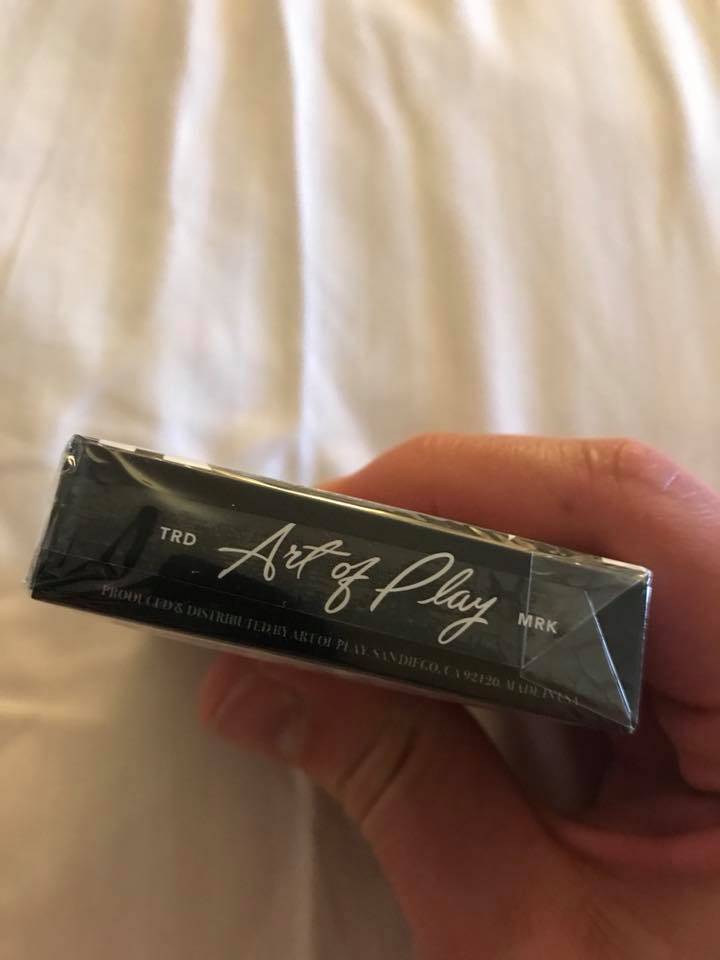 TRD Art of Play MRK
PRODUCED & DISTRIBUTED BY ART OF PLAY, SAN DIEGO, CA 92120. MADE IN USA